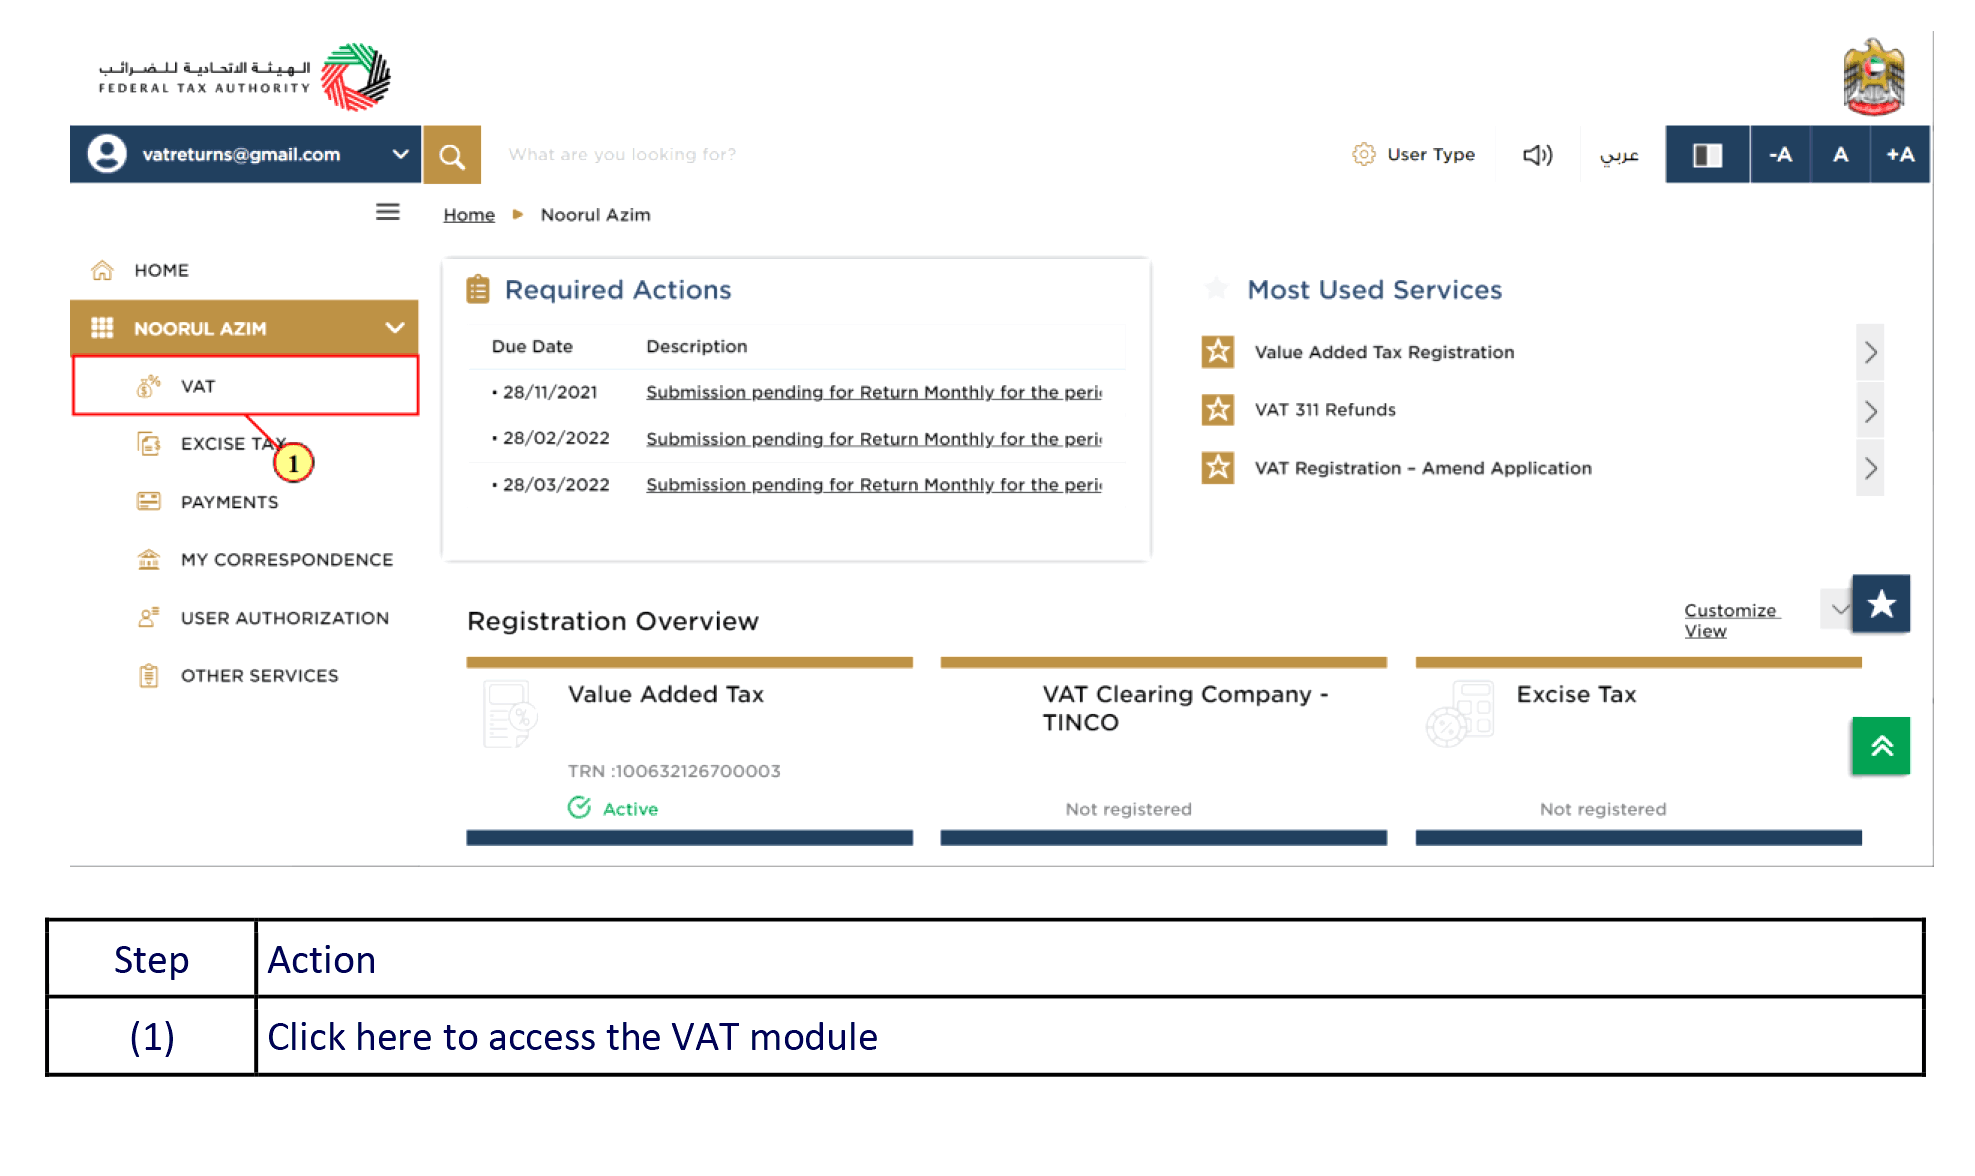 الهيئة الاتحادية للضرائب
FEDERAL TAX AUTHORITY
vatreturns@gmail.com
What are you looking for?
User Type
عربي
-A
A
+A
Home
Noorul Azim
HOME
NOORUL AZIM
VAT
EXCISE TAX
1
PAYMENTS
MY CORRESPONDENCE
USER AUTHORIZATION
OTHER SERVICES
Required Actions
Due Date Description
• 28/11/2021 Submission pending for Return Monthly for the peri
• 28/02/2022 Submission pending for Return Monthly for the peri
• 28/03/2022 Submission pending for Return Monthly for the peri
Most Used Services
Value Added Tax Registration
VAT 311 Refunds
VAT Registration – Amend Application
Registration Overview
Customize
View
Value Added Tax
TRN :100632126700003
Active
VAT Clearing Company -
TINCO
Not registered
Excise Tax
Not registered
Step Action
(1) Click here to access the VAT module